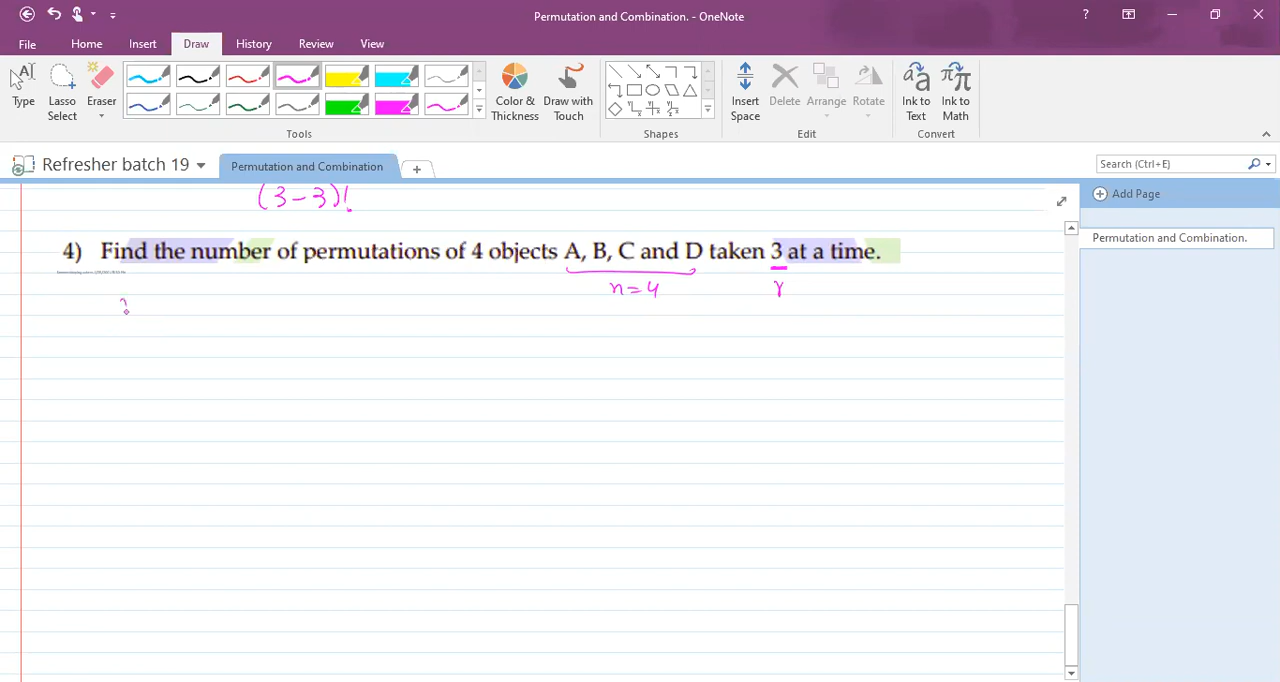 Permutation and Combination. - OneNote
File Home Insert Draw History Review View
Type
Lasso Select
Eraser
Color & Thickness
Draw with Touch
Insert Space
Delete
Arrange
Rotate
Ink to Text
Ink to Math
Tools
Shapes
Edit
Convert
Refresher batch 19
Permutation and Combination
Search (Ctrl+E)
Add Page
Permutation and Combination.
(3-3)!
4) Find the number of permutations of 4 objects A, B, C and D taken 3 at a time.
n=4
r